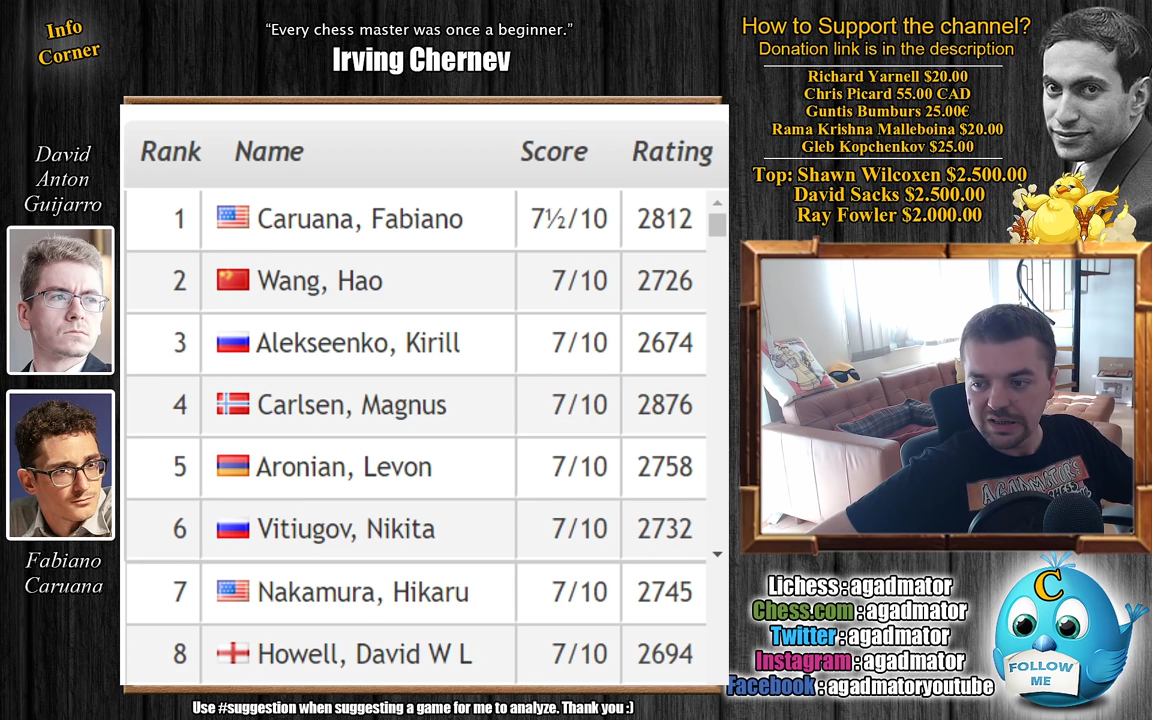 Info
Corner
“Every chess master was once a beginner.”
Irving Chernev
How to Support the channel?
Donation link is in the description
Richard Yarnell $20.00
Chris Picard 55.00 CAD
Guntis Bumburs 25.00€
Rama Krishna Malleboina $20.00
Gleb Kopchenkov $25.00
Top: Shawn Wilcoxen $2.500.00
David Sacks $2.500.00
Ray Fowler $2.000.00
David
Anton
Guijarro
Fabiano
Caruana
Rank Name Score Rating
1 Caruana, Fabiano 7½/10 2812
2 Wang, Hao 7/10 2726
3 Alekseenko, Kirill 7/10 2674
4 Carlsen, Magnus 7/10 2876
5 Aronian, Levon 7/10 2758
6 Vitiugov, Nikita 7/10 2732
7 Nakamura, Hikaru 7/10 2745
8 Howell, David W L 7/10 2694
AGADMATOR'S
CHESS
Lichess : agadmator
Chess.com : agadmator
Twitter : agadmator
Instagram : agadmator
Facebook : agadmatoryoutube
C
FOLLOW
ME
Use #suggestion when suggesting a game for me to analyze. Thank you :)